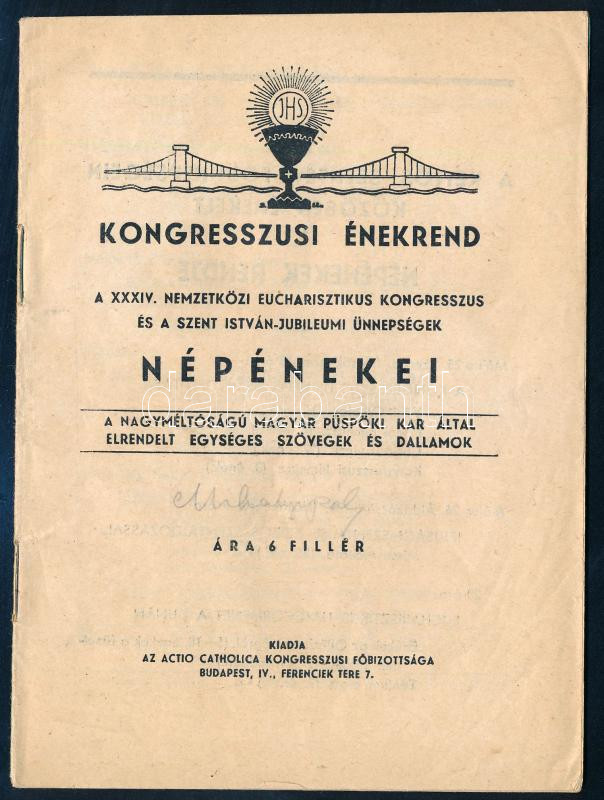 JHS
KONGRESSZUSI ÉNEKREND
A XXXIV. NEMZETKÖZI EUCHARISZTIKUS KONGRESSZUS
ÉS A SZENT ISTVÁN-JUBILEUMI ÜNNEPSÉGEK
NÉPÉNEKEI
A NAGYMÉLTÓSÁGÚ MAGYAR PÜSPÖKI KAR ÁLTAL
ELRENDELT EGYSÉGES SZÖVEGEK ÉS DALLAMOK
ÁRA 6 FILLÉR
KIADJA
AZ ACTIO CATHOLICA KONGRESSZUSI FŐBIZOTTSÁGA
BUDAPEST, IV., FERENCIEK TERE 7.